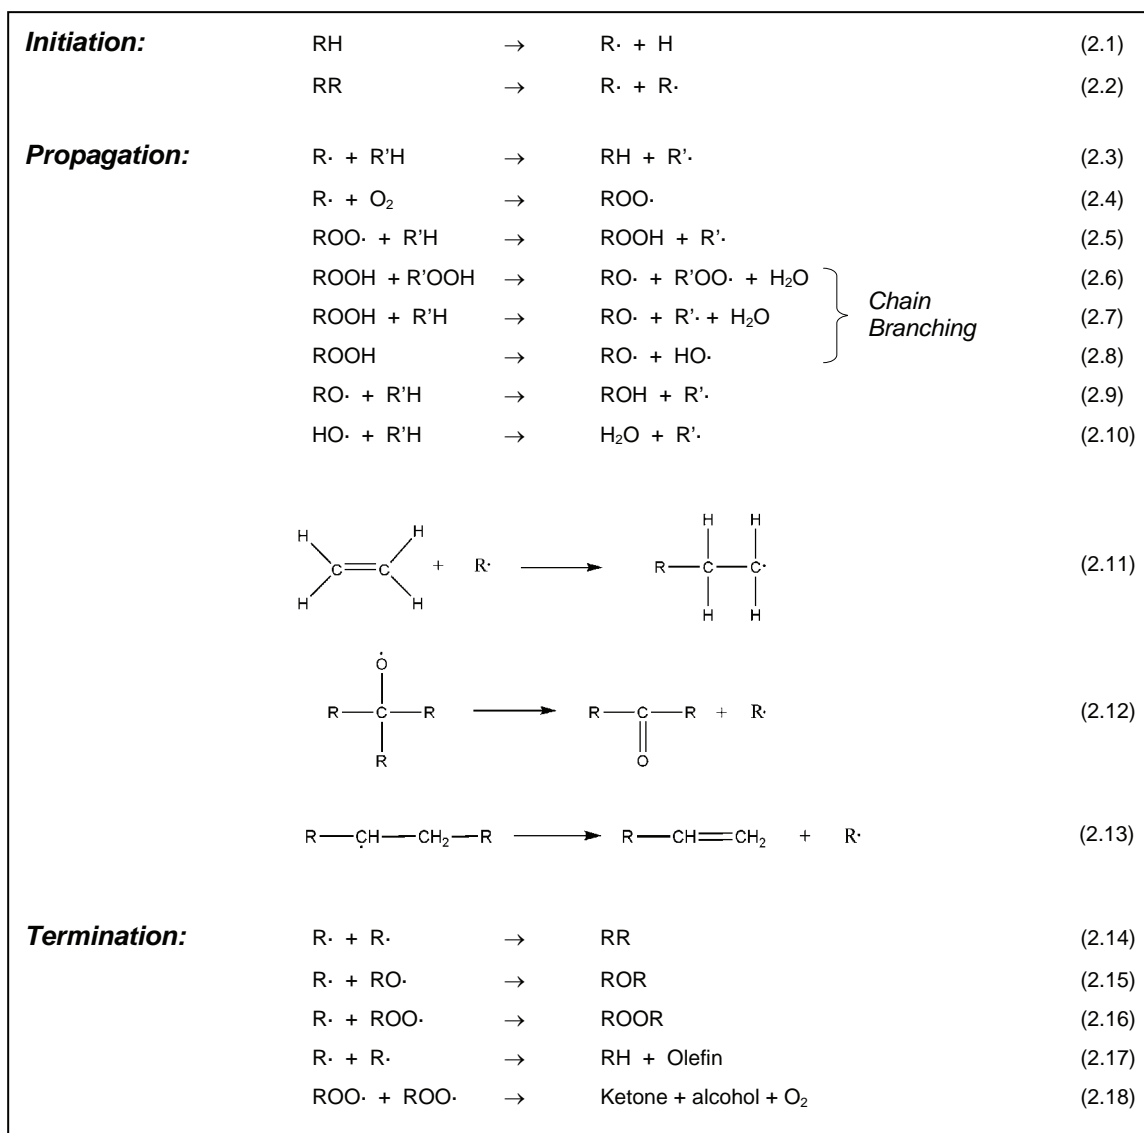 Initiation: RH → R· + H (2.1)
RR → R· + R· (2.2)
Propagation: R· + R'H → RH + R'· (2.3)
R· + O₂ → ROO· (2.4)
ROO· + R'H → ROOH + R'· (2.5)
ROOH + R'OOH → RO· + R'OO· + H₂O (2.6)
ROOH + R'H → RO· + R'· + H₂O (2.7)
Chain
Branching
ROOH → RO· + HO· (2.8)
RO· + R'H → ROH + R'· (2.9)
HO· + R'H → H₂O + R'· (2.10)
H H H H
C C + R· R C C· (2.11)
H H H H
O·
R C R R C R + R· (2.12)
R O
R ĊH CH₂ R R CH CH₂ + R· (2.13)
Termination: R· + R· → RR (2.14)
R· + RO· → ROR (2.15)
R· + ROO· → ROOR (2.16)
R· + R· → RH + Olefin (2.17)
ROO· + ROO· → Ketone + alcohol + O₂ (2.18)